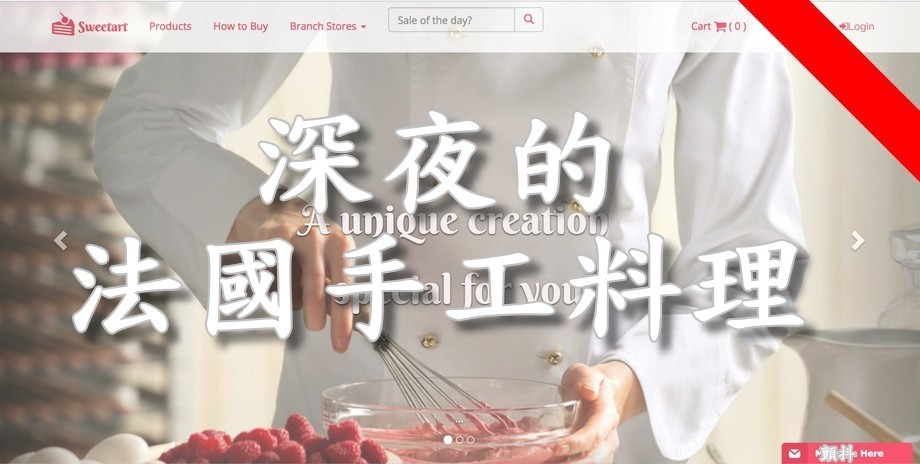 Sweetart
Products
How to Buy
Branch Stores
Sale of the day?
Cart ( 0 )
Login
深夜的
A unique creation
法國手工料理
special for you
...
顫抖
Here